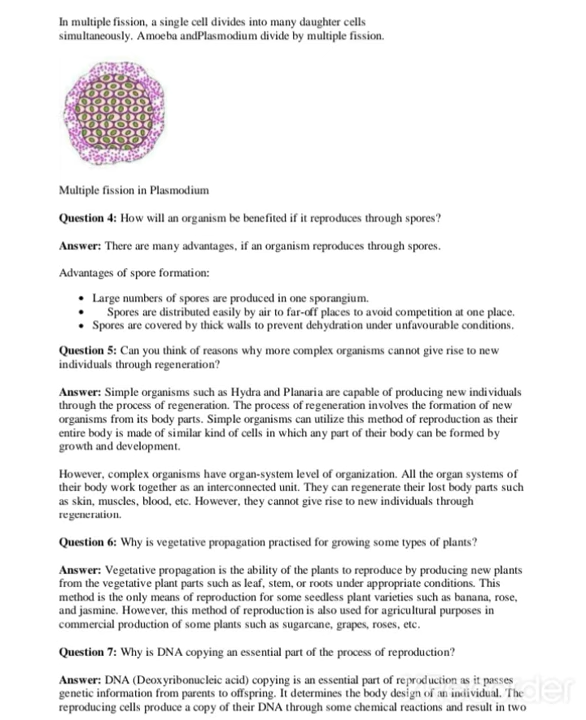 In multiple fission, a single cell divides into many daughter cells
simultaneously. Amoeba andPlasmodium divide by multiple fission.
Multiple fission in Plasmodium
Question 4: How will an organism be benefited if it reproduces through spores?
Answer: There are many advantages, if an organism reproduces through spores.
Advantages of spore formation:
• Large numbers of spores are produced in one sporangium.
• Spores are distributed easily by air to far-off places to avoid competition at one place.
• Spores are covered by thick walls to prevent dehydration under unfavourable conditions.
Question 5: Can you think of reasons why more complex organisms cannot give rise to new
individuals through regeneration?
Answer: Simple organisms such as Hydra and Planaria are capable of producing new individuals
through the process of regeneration. The process of regeneration involves the formation of new
organisms from its body parts. Simple organisms can utilize this method of reproduction as their
entire body is made of similar kind of cells in which any part of their body can be formed by
growth and development.
However, complex organisms have organ-system level of organization. All the organ systems of
their body work together as an interconnected unit. They can regenerate their lost body parts such
as skin, muscles, blood, etc. However, they cannot give rise to new individuals through
regeneration.
Question 6: Why is vegetative propagation practised for growing some types of plants?
Answer: Vegetative propagation is the ability of the plants to reproduce by producing new plants
from the vegetative plant parts such as leaf, stem, or roots under appropriate conditions. This
method is the only means of reproduction for some seedless plant varieties such as banana, rose,
and jasmine. However, this method of reproduction is also used for agricultural purposes in
commercial production of some plants such as sugarcane, grapes, roses, etc.
Question 7: Why is DNA copying an essential part of the process of reproduction?
Answer: DNA (Deoxyribonucleic acid) copying is an essential part of reproduction as it passes
genetic information from parents to offspring. It determines the body design of an individual. The
reproducing cells produce a copy of their DNA through some chemical reactions and result in two